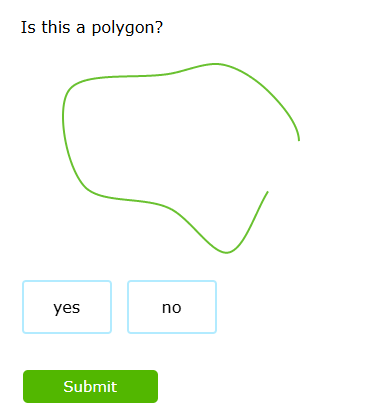 Is this a polygon?
yes
no
Submit